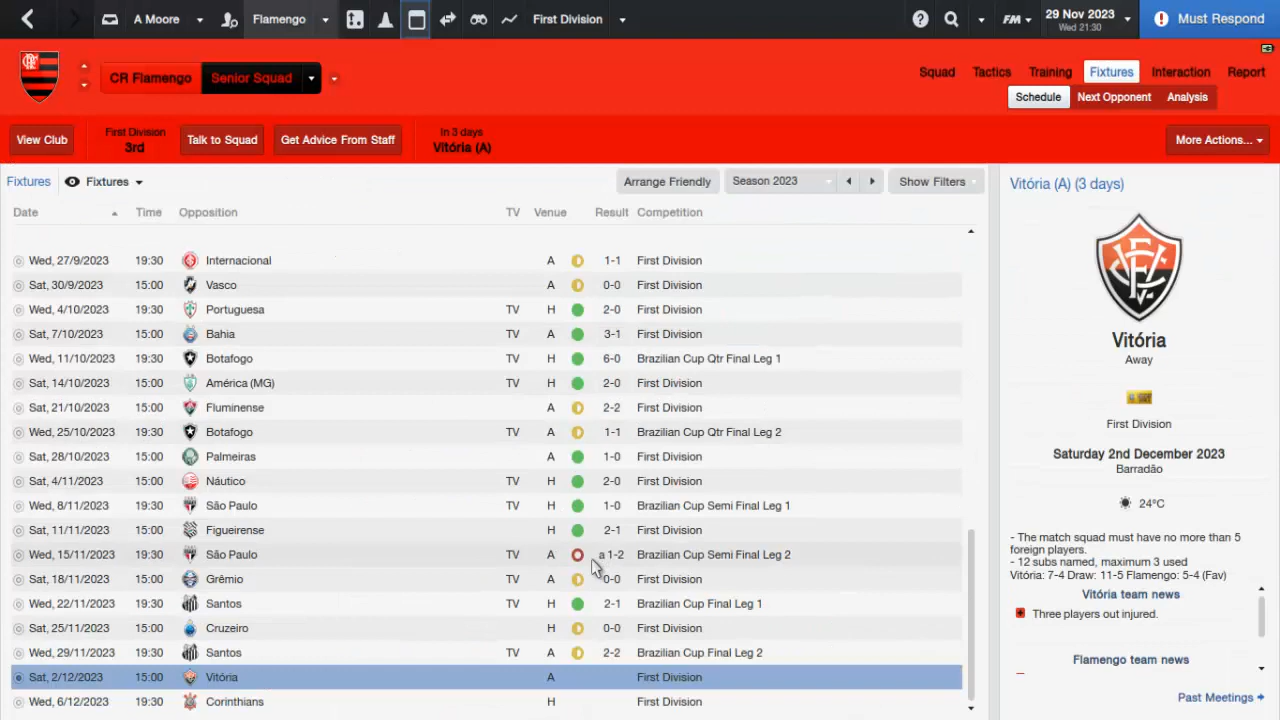 A Moore Flamengo First Division FM 29 Nov 2023 Wed 21:30 Must Respond
CR Flamengo Senior Squad Squad Tactics Training Fixtures Interaction Report
Schedule Next Opponent Analysis
View Club First Division 3rd Talk to Squad Get Advice From Staff In 3 days Vitória (A) More Actions...
Fixtures Fixtures Arrange Friendly Season 2023 Show Filters
Date Time Opposition TV Venue Result Competition
Wed, 27/9/2023 19:30 Internacional A 1-1 First Division
Sat, 30/9/2023 15:00 Vasco A 0-0 First Division
Wed, 4/10/2023 19:30 Portuguesa TV H 2-0 First Division
Sat, 7/10/2023 15:00 Bahia TV A 3-1 First Division
Wed, 11/10/2023 19:30 Botafogo TV H 6-0 Brazilian Cup Qtr Final Leg 1
Sat, 14/10/2023 15:00 América (MG) TV H 2-0 First Division
Sat, 21/10/2023 15:00 Fluminense A 2-2 First Division
Wed, 25/10/2023 19:30 Botafogo TV A 1-1 Brazilian Cup Qtr Final Leg 2
Sat, 28/10/2023 15:00 Palmeiras A 1-0 First Division
Sat, 4/11/2023 15:00 Náutico TV H 2-0 First Division
Wed, 8/11/2023 19:30 São Paulo TV H 1-0 Brazilian Cup Semi Final Leg 1
Sat, 11/11/2023 15:00 Figueirense H 2-1 First Division
Wed, 15/11/2023 19:30 São Paulo TV A a 1-2 Brazilian Cup Semi Final Leg 2
Sat, 18/11/2023 15:00 Grêmio TV A 0-0 First Division
Wed, 22/11/2023 19:30 Santos TV H 2-1 Brazilian Cup Final Leg 1
Sat, 25/11/2023 15:00 Cruzeiro H 0-0 First Division
Wed, 29/11/2023 19:30 Santos TV A 2-2 Brazilian Cup Final Leg 2
Sat, 2/12/2023 15:00 Vitória A First Division
Wed, 6/12/2023 19:30 Corinthians H First Division
Vitória (A) (3 days)
Vitória
Away
First Division
Saturday 2nd December 2023
Barradão
24°C
- The match squad must have no more than 5
foreign players.
- 12 subs named, maximum 3 used
Vitória: 7-4 Draw: 11-5 Flamengo: 5-4 (Fav)
Vitória team news
Three players out injured.
Flamengo team news
Past Meetings